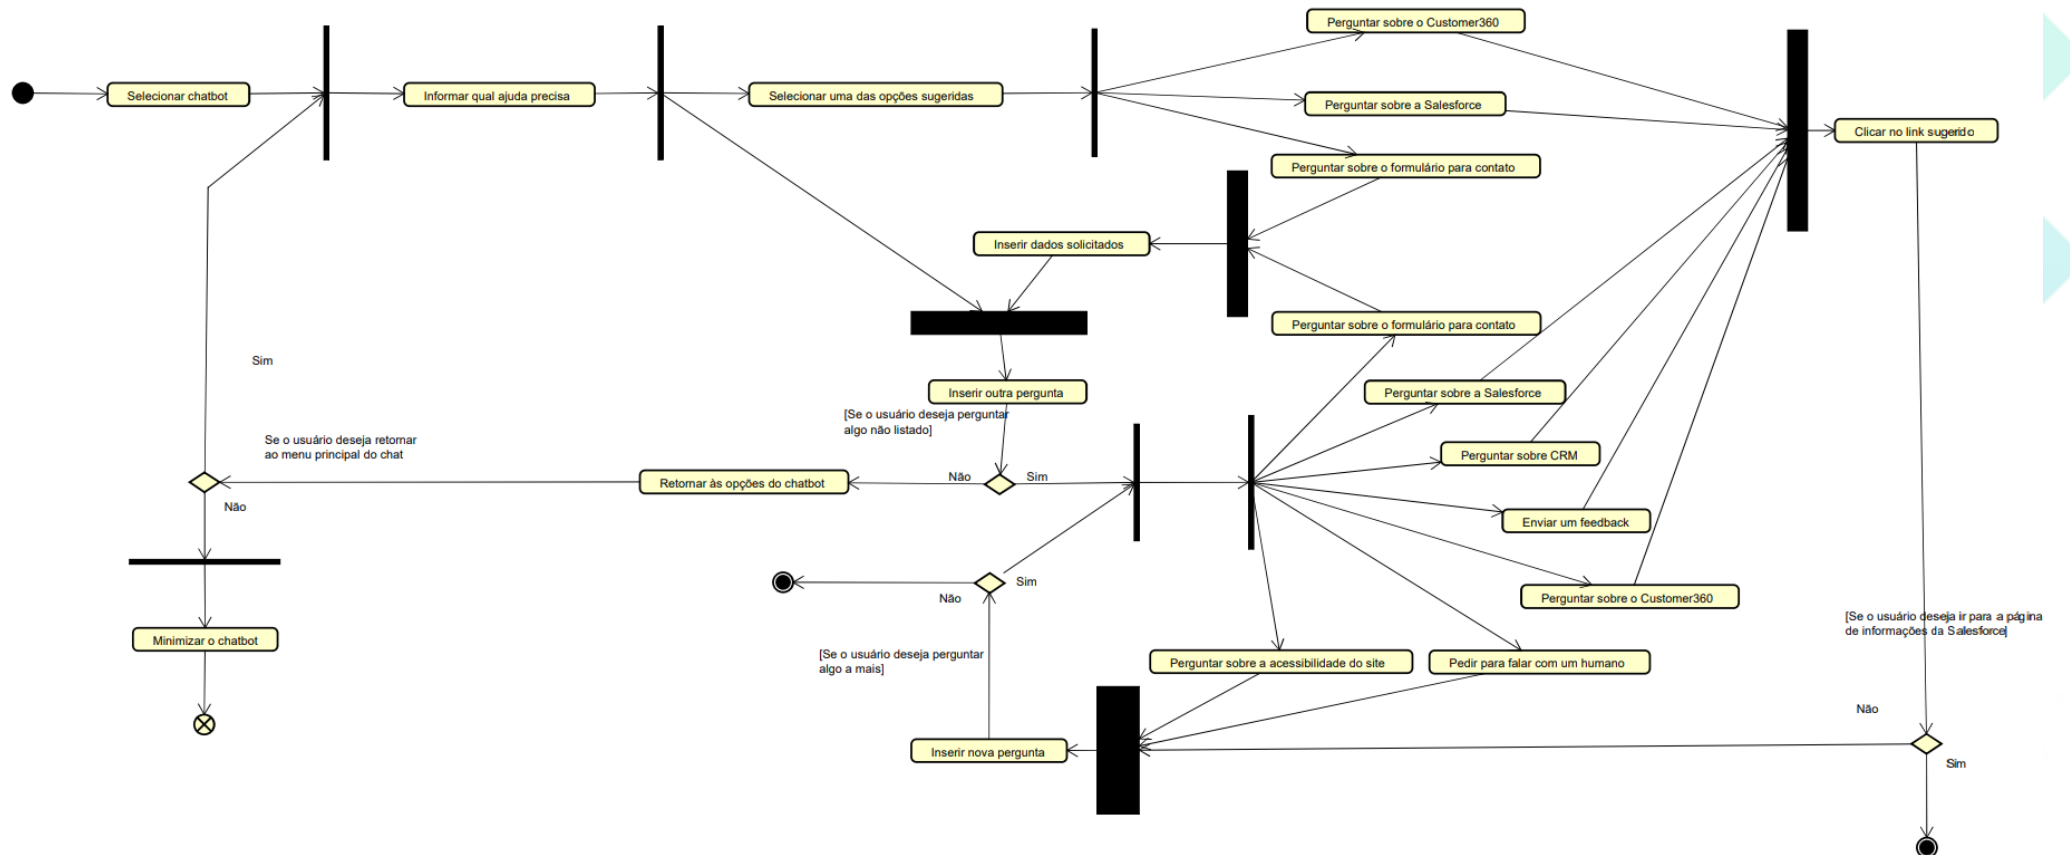 Perguntar sobre o Customer360
Selecionar chatbot
Informar qual ajuda precisa
Selecionar uma das opções sugeridas
Perguntar sobre a Salesforce
Clicar no link sugerido
Perguntar sobre o formulário para contato
Inserir dados solicitados
Perguntar sobre o formulário para contato
Sim
Inserir outra pergunta
Perguntar sobre a Salesforce
[Se o usuário deseja perguntar
algo não listado]
Se o usuário deseja retornar
ao menu principal do chat
Perguntar sobre CRM
Retornar às opções do chatbot
Não
Sim
Não
Enviar um feedback
Sim
Não
Perguntar sobre o Customer360
[Se o usuário deseja ir para a página
de informações da Salesforce]
Minimizar o chatbot
[Se o usuário deseja perguntar
algo a mais]
Perguntar sobre a acessibilidade do site
Pedir para falar com um humano
Não
Inserir nova pergunta
Sim